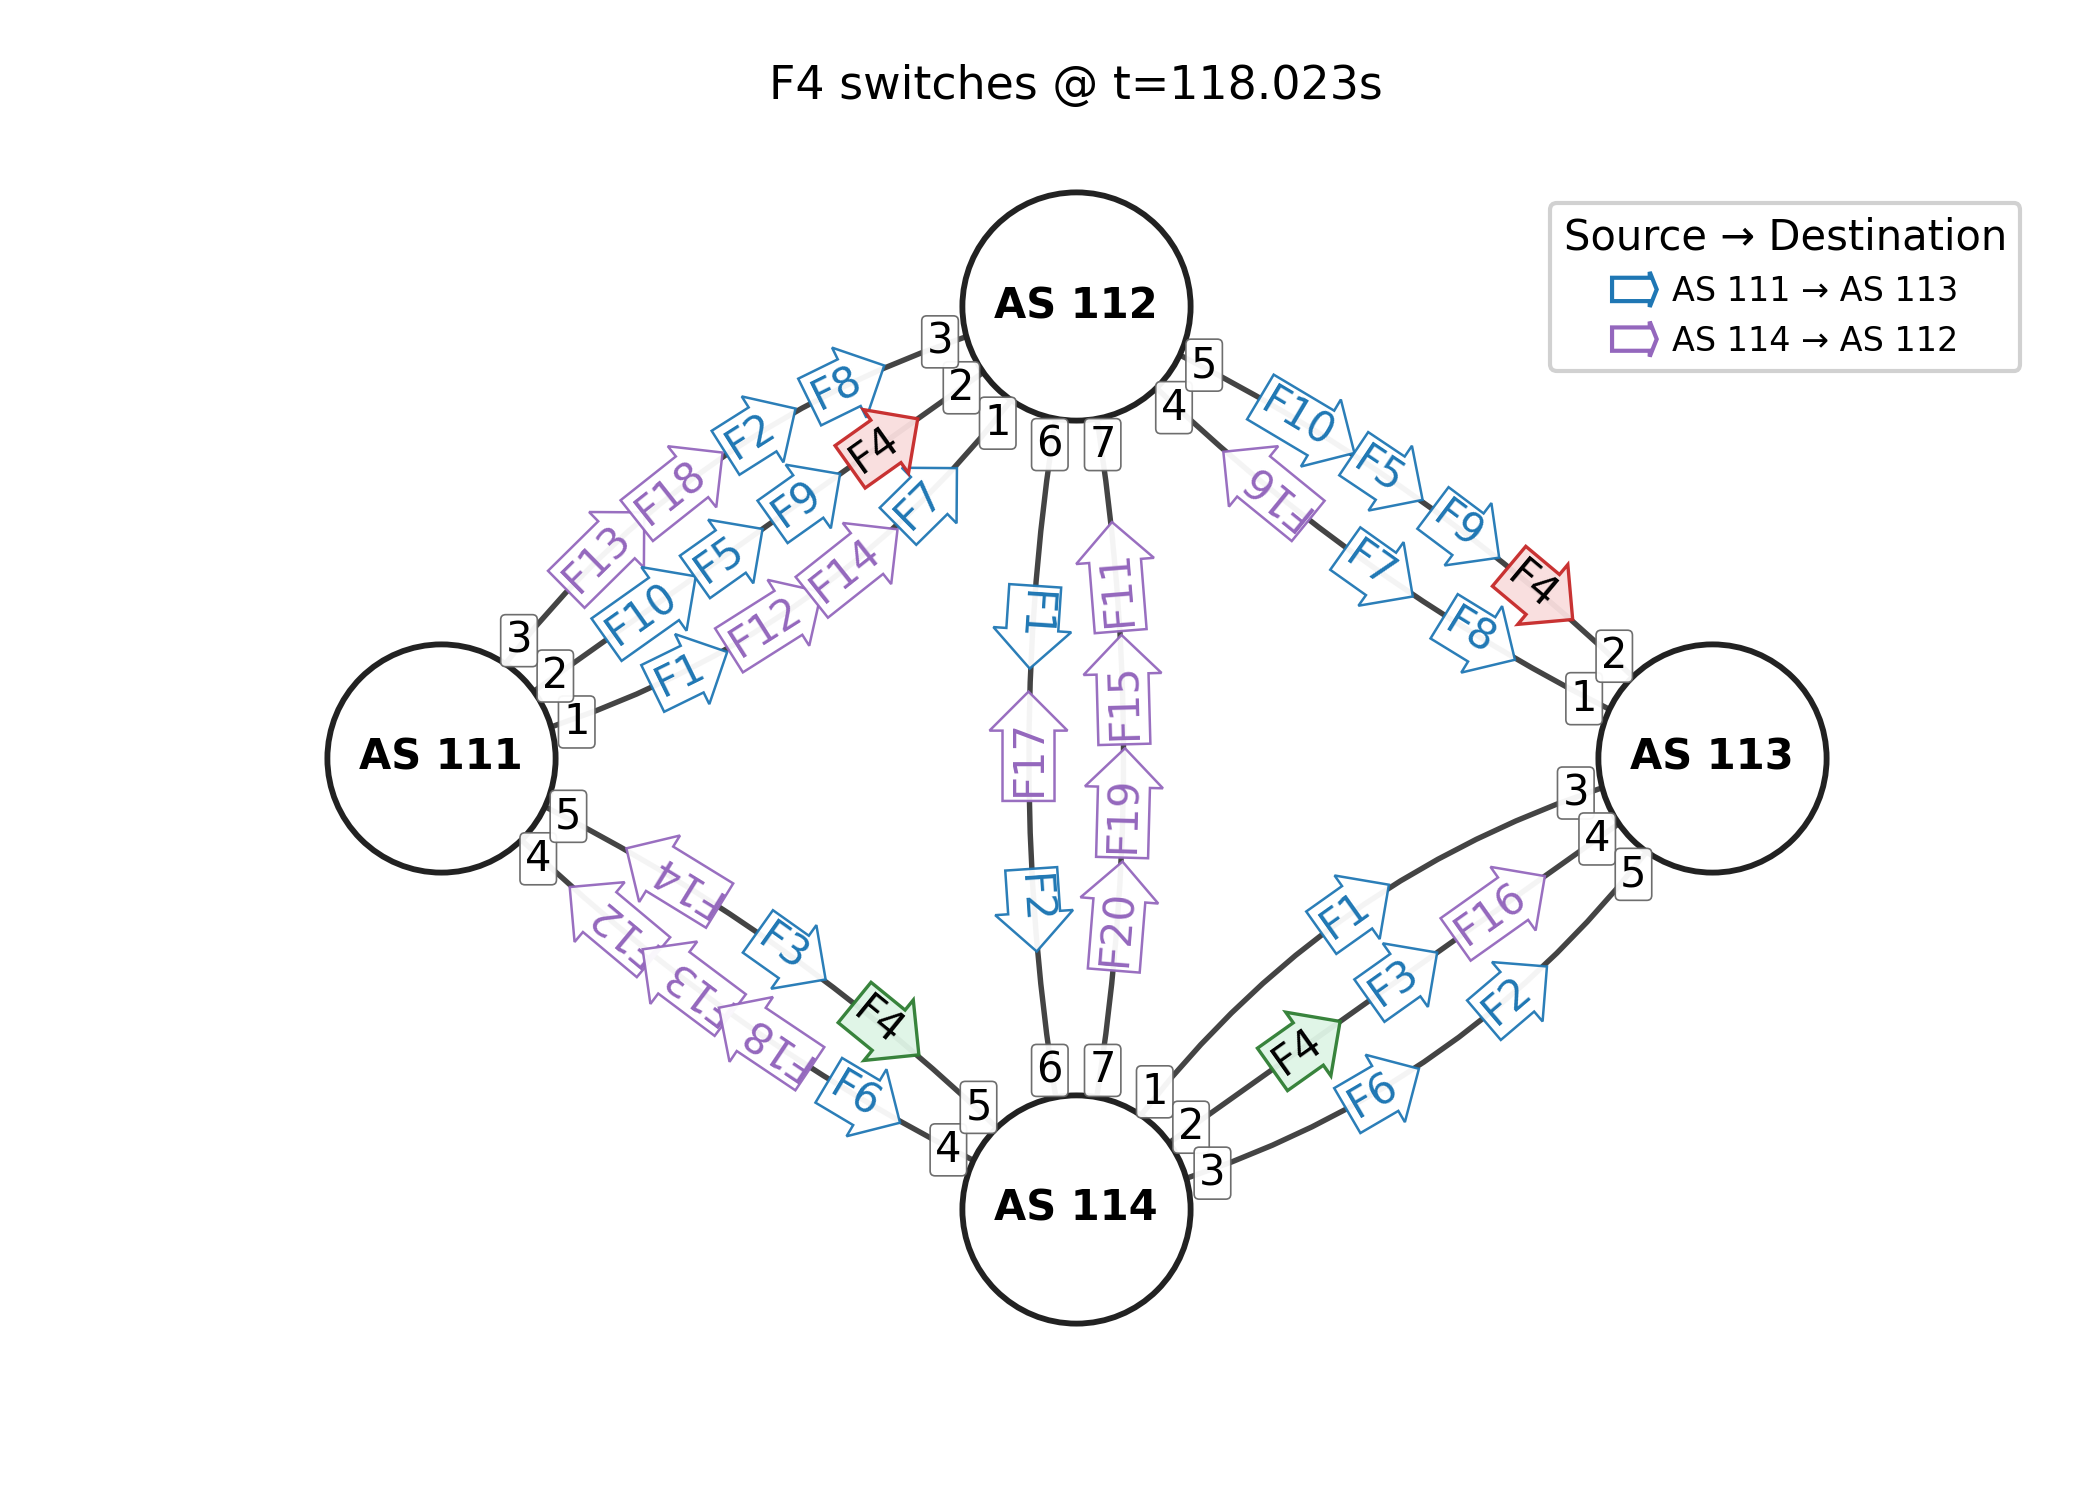 F4 switches @ t=118.023s
Source → Destination
AS 111 → AS 113
AS 114 → AS 112
AS 112
3
2
1
6
7
4
5
F8
F2
F18
F13
F4
F9
F5
F10
F7
F14
F12
F1
3
2
1
AS 111
5
4
F10
F5
F9
F4
F16
F7
F8
2
1
AS 113
3
4
5
F1
F17
F2
F11
F15
F19
F20
F14
F3
F4
F12
F13
F18
F6
5
4
6
7
1
2
3
F1
F16
F3
F4
F2
F6
AS 114